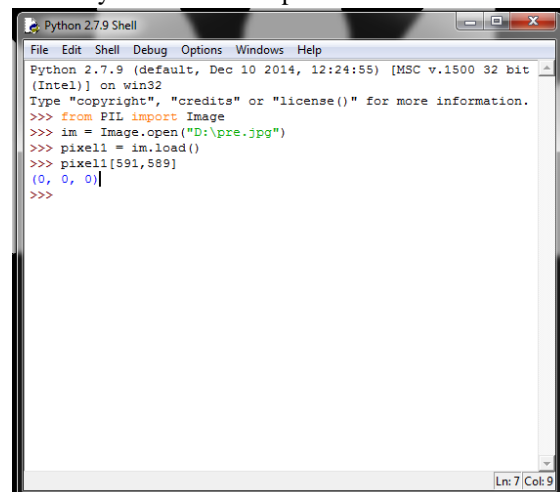 Python 2.7.9 Shell
File Edit Shell Debug Options Windows Help
Python 2.7.9 (default, Dec 10 2014, 12:24:55) [MSC v.1500 32 bit
(Intel)] on win32
Type "copyright", "credits" or "license()" for more information.
>>> from PIL import Image
>>> im = Image.open("D:\pre.jpg")
>>> pixel1 = im.load()
>>> pixel1[591,589]
(0, 0, 0)
>>>
Ln: 7 Col: 9